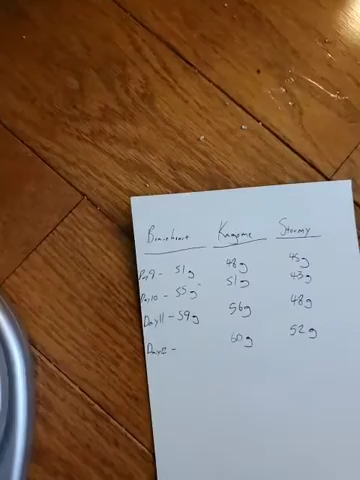 Braveheart Kagome Stormy
Day 9 - 51g 48g 45g
Day 10 - 55g 51g 43g
Day 11 - 59g 56g 48g
Day 12 - 60g 52g